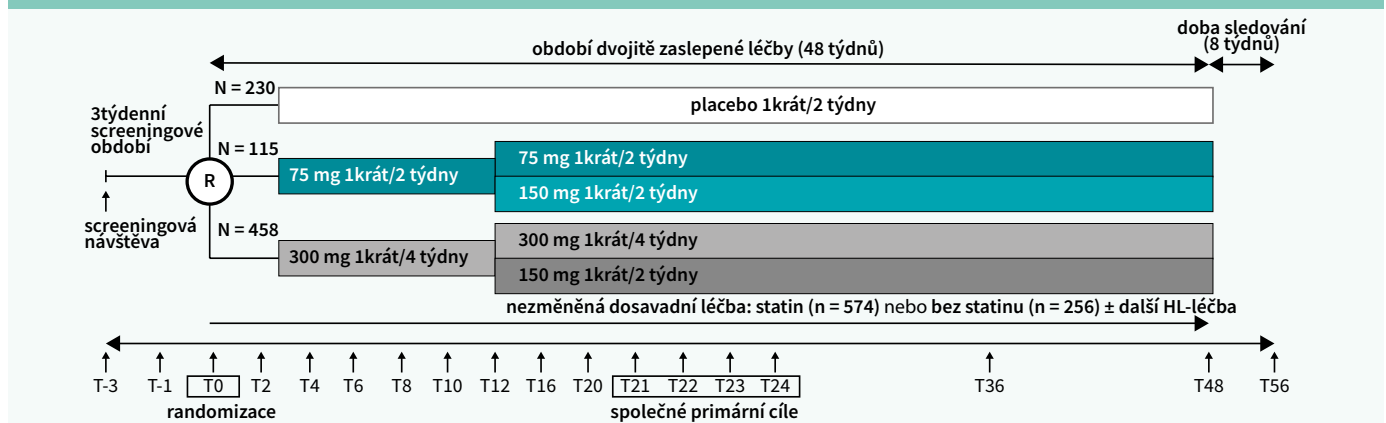 doba sledování
(8 týdnů)
období dvojitě zaslepené léčby (48 týdnů)
N = 230
placebo 1krát/2 týdny
3týdenní
screeningové
období
N = 115
75 mg 1krát/2 týdny
75 mg 1krát/2 týdny
150 mg 1krát/2 týdny
R
screeningová
návštěva
N = 458
300 mg 1krát/4 týdny
300 mg 1krát/4 týdny
150 mg 1krát/2 týdny
nezměněná dosavadní léčba: statin (n = 574) nebo bez statinu (n = 256) ± další HL-léčba
T-3 T-1 T0 T2 T4 T6 T8 T10 T12 T16 T20 T21 T22 T23 T24 T36 T48 T56
randomizace
společné primární cíle